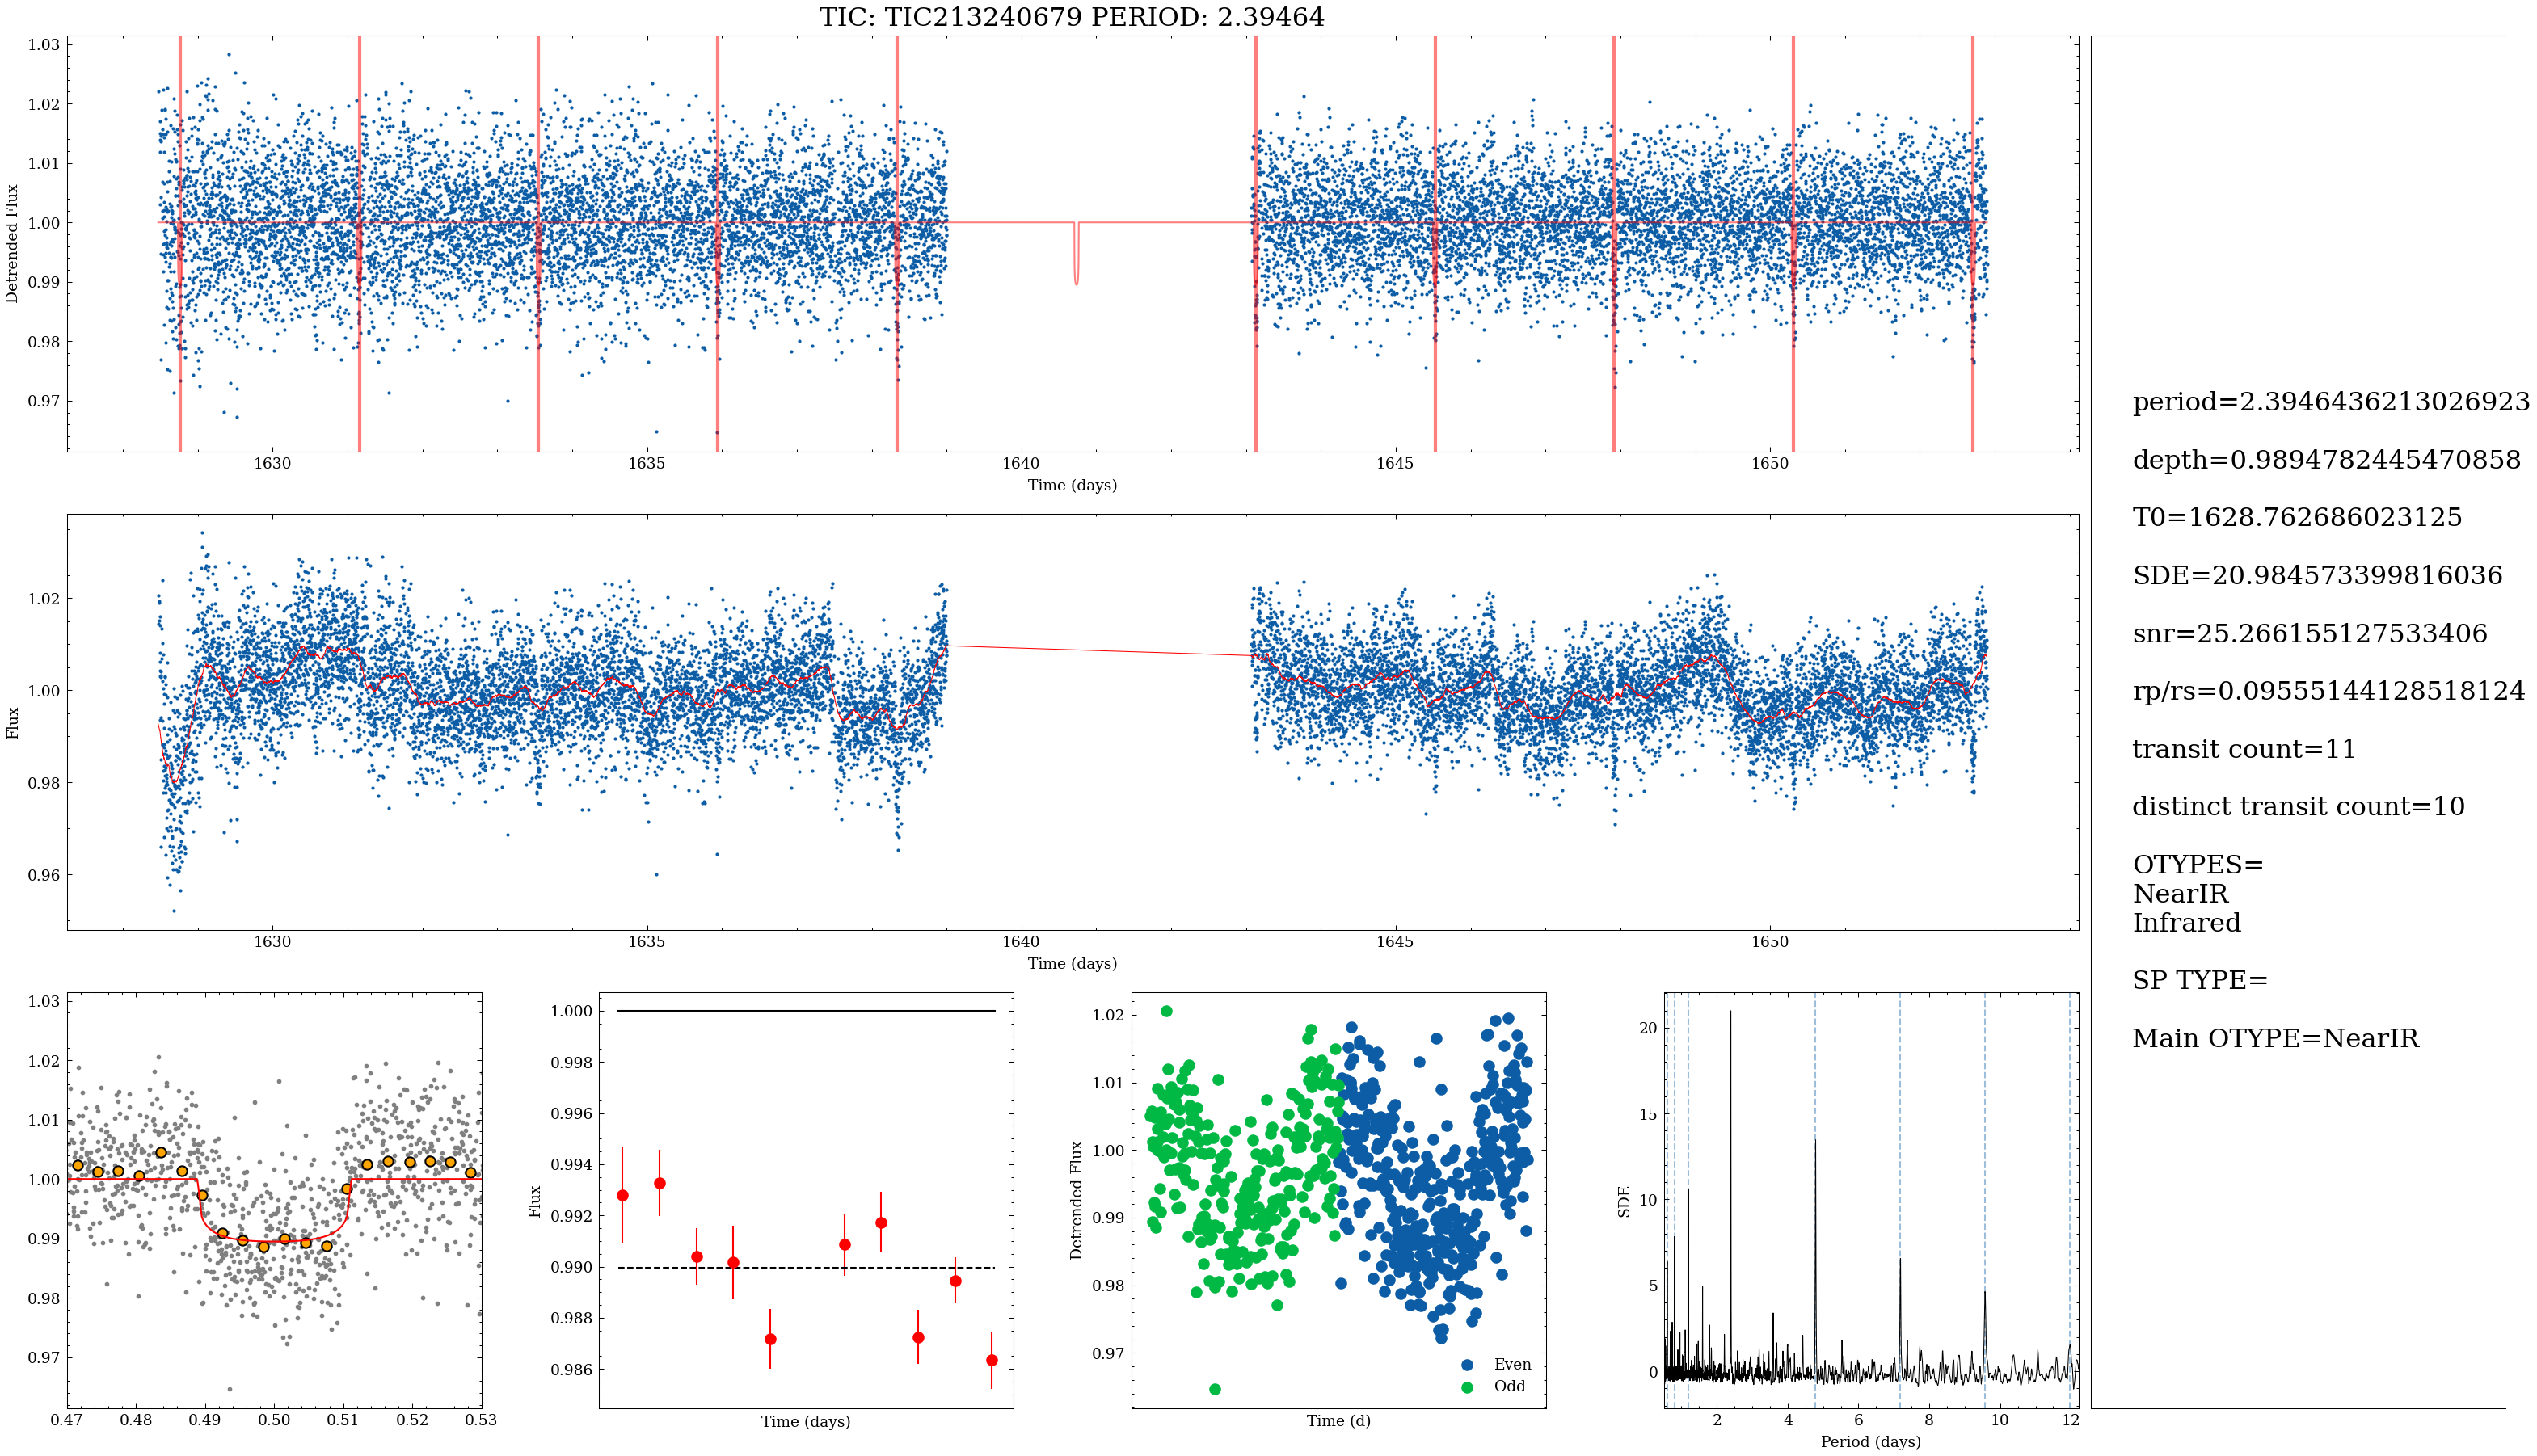 TIC: TIC213240679 PERIOD: 2.39464
1.03
1.02
1.01
1.00
0.99
0.98
0.97
Detrended Flux
1630
1635
1640
1645
1650
Time (days)
1.02
1.00
0.98
0.96
Flux
1630
1635
1640
1645
1650
Time (days)
period=2.3946436213026923
depth=0.9894782445470858
T0=1628.762686023125
SDE=20.984573399816036
snr=25.266155127533406
rp/rs=0.09555144128518124
transit count=11
distinct transit count=10
OTYPES=
NearIR
Infrared
SP TYPE=
Main OTYPE=NearIR
1.03
1.02
1.01
1.00
0.99
0.98
0.97
0.47
0.48
0.49
0.50
0.51
0.52
0.53
1.000
0.998
0.996
0.994
0.992
0.990
0.988
0.986
Flux
Time (days)
1.02
1.01
1.00
0.99
0.98
0.97
Detrended Flux
Even
Odd
Time (d)
20
15
10
5
0
SDE
2
4
6
8
10
12
Period (days)